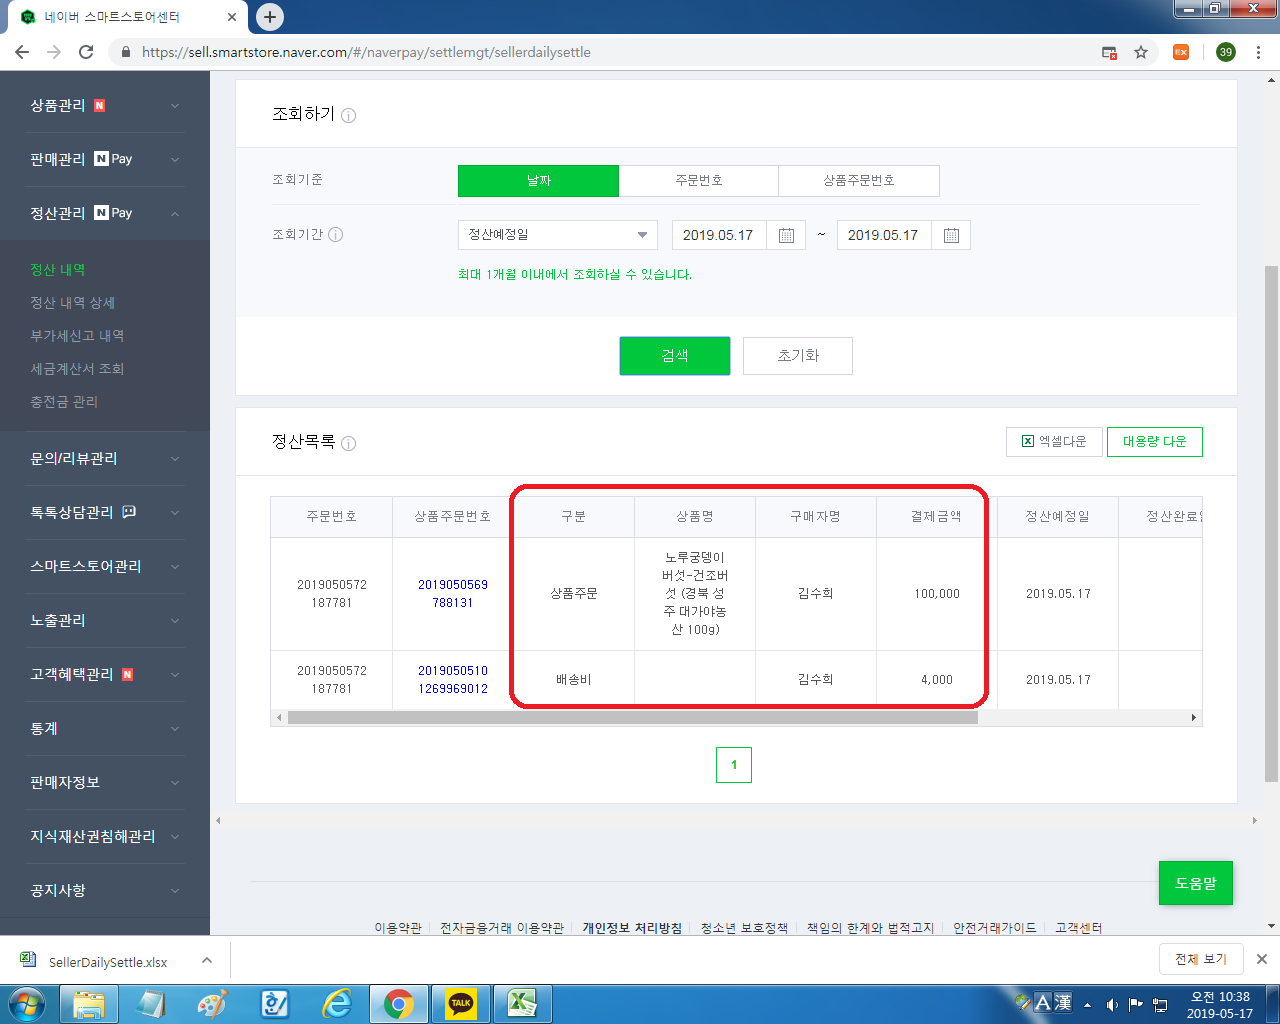 네이버 스마트스토어센터
https://sell.smartstore.naver.com/#/naverpay/settlemgt/sellerdailysettle
39
상품관리 N
판매관리 N Pay
정산관리 N Pay
정산 내역
정산 내역 상세
부가세신고 내역
세금계산서 조회
충전금 관리
문의/리뷰관리
톡톡상담관리
스마트스토어관리
노출관리
고객혜택관리 N
통계
판매자정보
지식재산권침해관리
공지사항
조회하기
조회기준 날짜 주문번호 상품주문번호
조회기간 정산예정일 2019.05.17 ~ 2019.05.17
최대 1개월 이내에서 조회하실 수 있습니다.
검색 초기화
정산목록 엑셀다운 대용량 다운
주문번호 상품주문번호 구분 상품명 구매자명 결제금액 정산예정일 정산완료일
2019050572
187781
2019050569
788131
상품주문
노루궁뎅이
버섯-건조버
섯 (경북 성
주 대가야농
산 100g)
김수희
100,000
2019.05.17
2019050572
187781
2019050510
1269969012
배송비
김수희
4,000
2019.05.17
1
도움말
이용약관 전자금융거래 이용약관 개인정보 처리방침 청소년 보호정책 책임의 한계와 법적고지 안전거래가이드 고객센터
SellerDailySettle.xlsx
전체 보기
TALK
A 漢
오전 10:38
2019-05-17